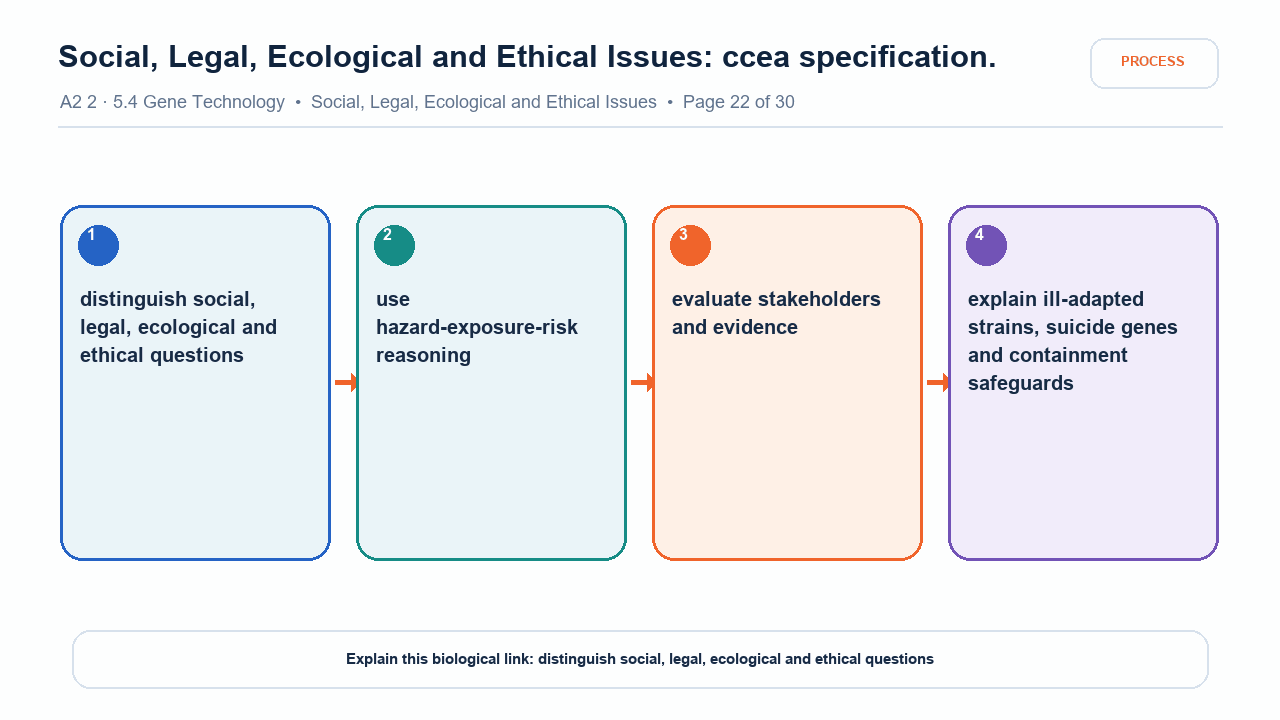 Social, Legal, Ecological and Ethical Issues: ccea specification.
PROCESS
A2 2 · 5.4 Gene Technology • Social, Legal, Ecological and Ethical Issues • Page 22 of 30
1
distinguish social,
legal, ecological and
ethical questions
2
use
hazard-exposure-risk
reasoning
3
evaluate stakeholders
and evidence
4
explain ill-adapted
strains, suicide genes
and containment
safeguards
Explain this biological link: distinguish social, legal, ecological and ethical questions